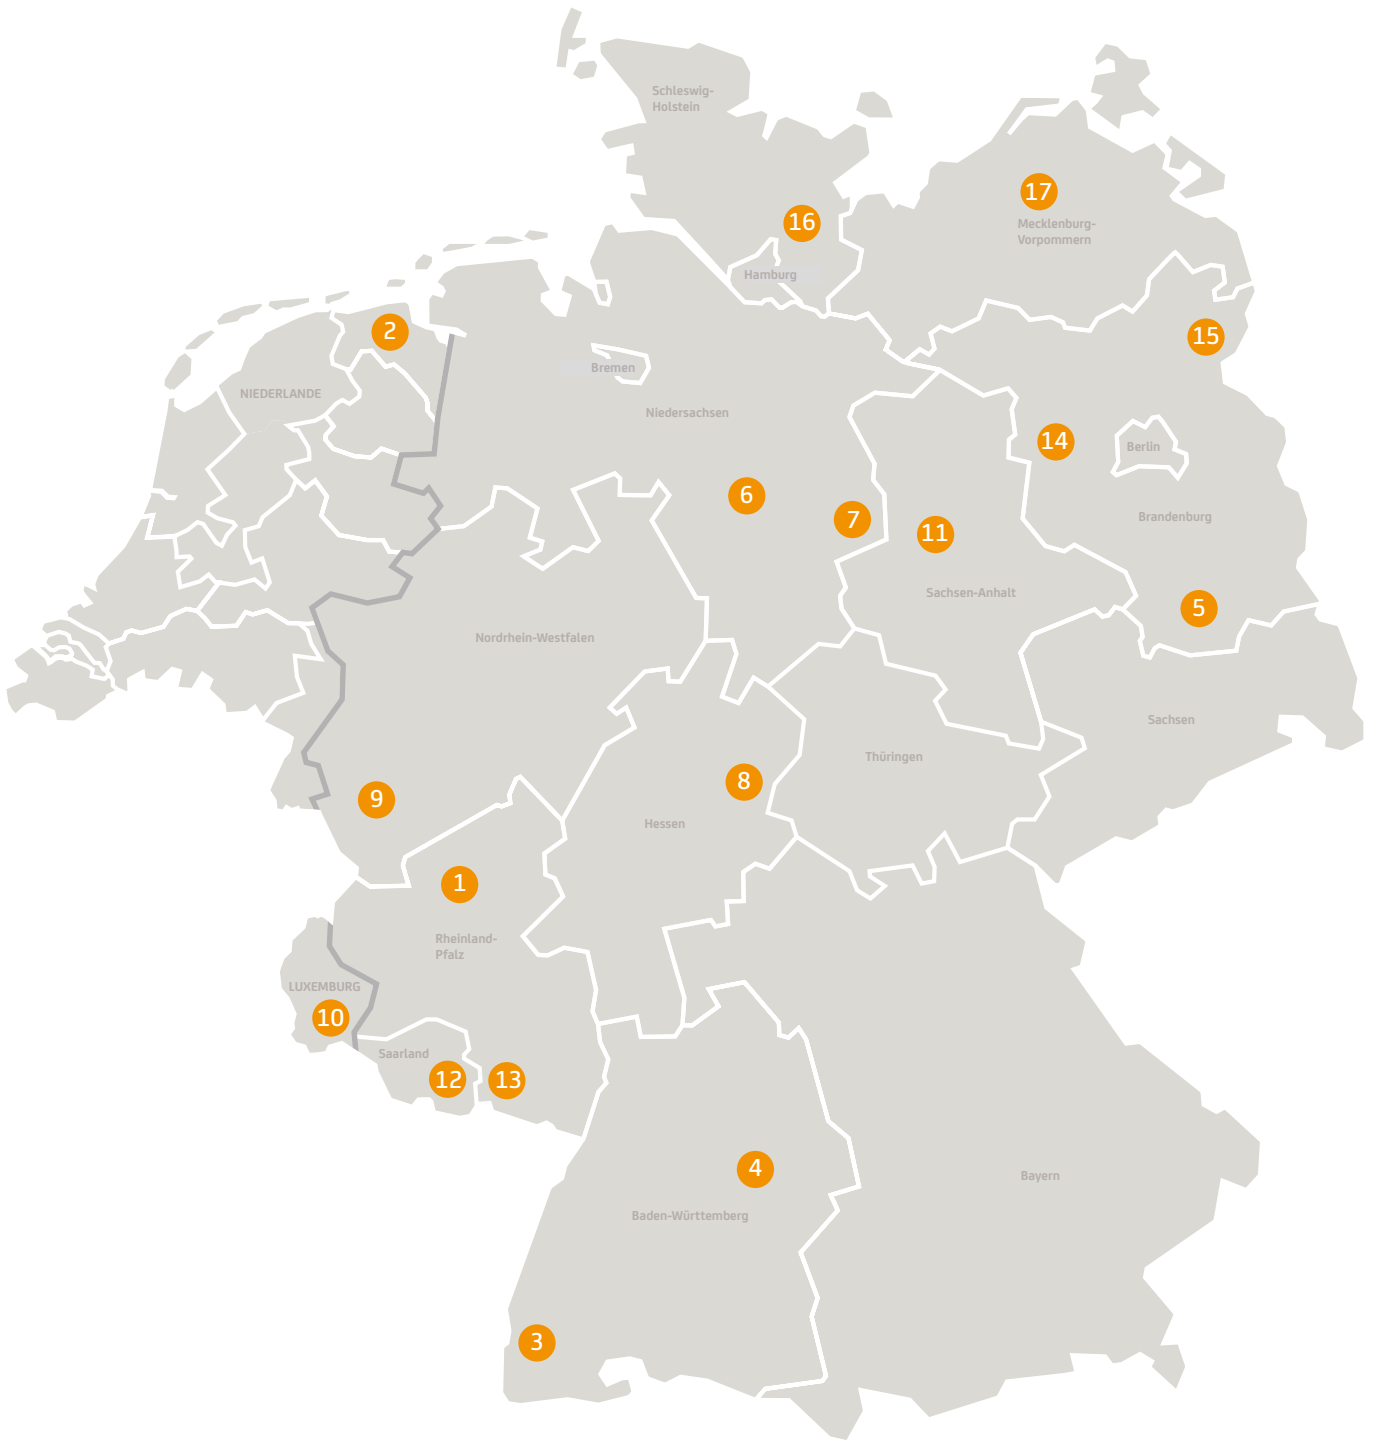 Schleswig-
Holstein
17
16
Mecklenburg-
Vorpommern
Hamburg
2
15
Bremen
NIEDERLANDE
Niedersachsen
14
Berlin
6
7
11
Brandenburg
Sachsen-Anhalt
5
Nordrhein-Westfalen
Sachsen
Thüringen
8
9
Hessen
1
Rheinland-
Pfalz
LUXEMBURG
10
Saarland
12
13
4
Bayern
Baden-Württemberg
3